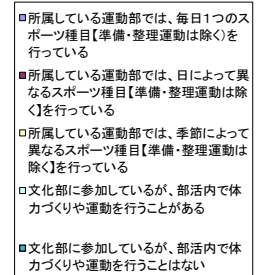 所属している運動部では、毎日１つのス
ポーツ種目【準備・整理運動は除く）を
行っている
所属している運動部では、日によって異
なるスポーツ種目【準備・整理運動は除
く】を行っている
所属している運動部では、季節によって
異なるスポーツ種目【準備・整理運動は
除く】を行っている
文化部に参加しているが、部活内で体
力づくりや運動を行うことがある
文化部に参加しているが、部活内で体
力づくりや運動を行うことはない